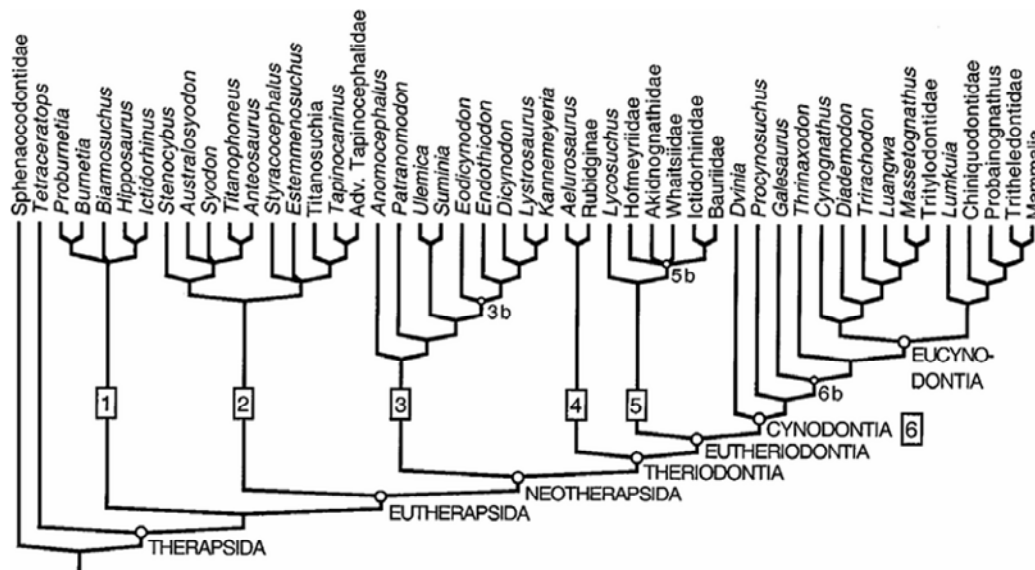 Sphenacodontidae
Tetraceratops
Proburnetia
Burnetia
Biarmosuchus
Hipposaurus
Ictidorhinus
Stenocybus
Australosyodon
Syodon
Titanophoneus
Anteosaurus
Styracocephalus
Estemmenosuchus
Titanosuchia
Tapinocaninus
Adv. Tapinocephalidae
Anomocephalus
Patranomodon
Ulemica
Suminia
Eodicynodon
Endothiodon
Dicynodon
Lystrosaurus
Kannemeyeria
Aelurosaurus
Rubidginae
Lycosuchus
Hofmeyriidae
Akidnognathidae
Whaitsiidae
Ictidorhinidae
Bauriidae
Dvinia
Procynosuchus
Galesaurus
Thrinaxodon
Cynognathus
Diademodon
Trirachodon
Luangwa
Massetognathus
Tritylodontidae
Lumkuia
Chiniquodontidae
Probainognathus
Tritheledontidae
5b
3b
EUCYNO-
DONTIA
1
2
3
4
5
6b
CYNODONTIA 6
EUTHERIODONTIA
THERIODONTIA
NEOTHERAPSIDA
EUTHERAPSIDA
THERAPSIDA